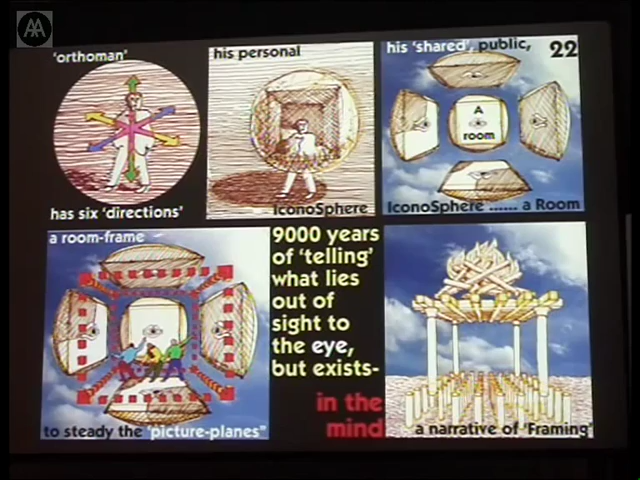 AA
'orthoman'
has six 'directions'
his personal
IconoSphere
his 'shared', public,
22
A
room
IconoSphere ...... a Room
a room-frame
to steady the "picture-planes"
9000 years
of 'telling'
what lies
out of
sight to
the eye,
but exists-
in the
mind
a narrative of 'Framing'